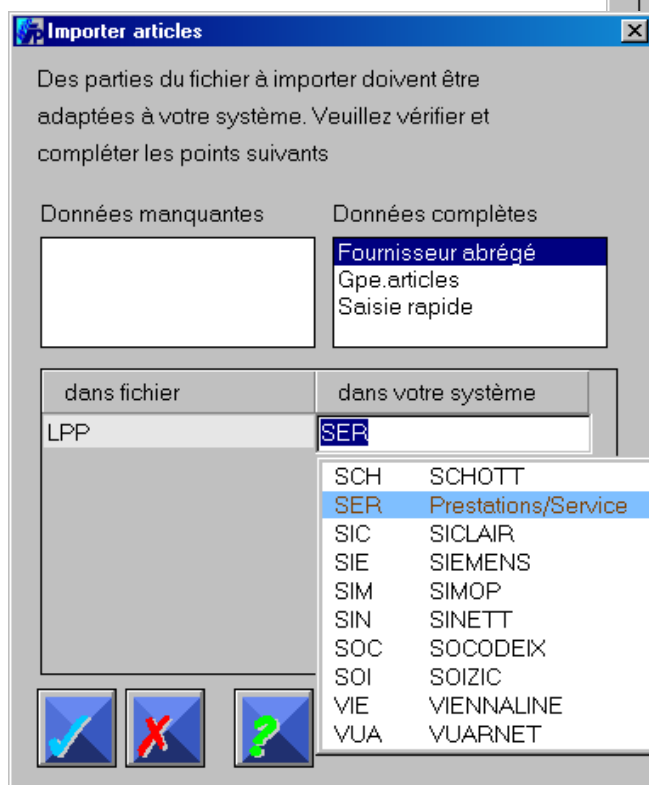 Importer articles
Des parties du fichier à importer doivent être
adaptées à votre système. Veuillez vérifier et
compléter les points suivants
Données manquantes Données complètes
Fournisseur abrégé
Gpe.articles
Saisie rapide
dans fichier dans votre système
LPP SER
SCH SCHOTT
SER Prestations/Service
SIC SICLAIR
SIE SIEMENS
SIM SIMOP
SIN SINETT
SOC SOCODEIX
SOI SOIZIC
VIE VIENNALINE
VUA VUARNET